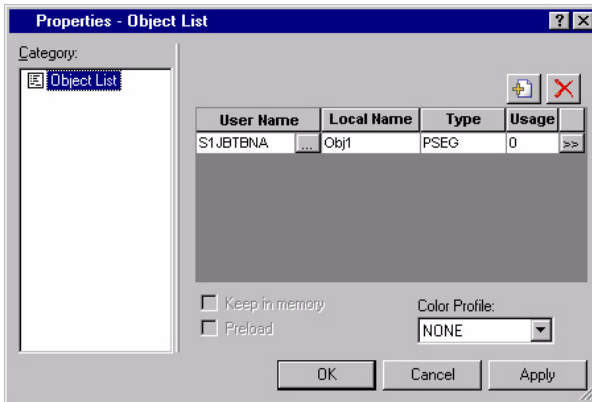 Properties - Object List
Category:
Object List
User Name Local Name Type Usage
S1JBTBNA ... Obj1 PSEG 0 >>
Keep in memory
Color Profile:
Preload
NONE
OK Cancel Apply